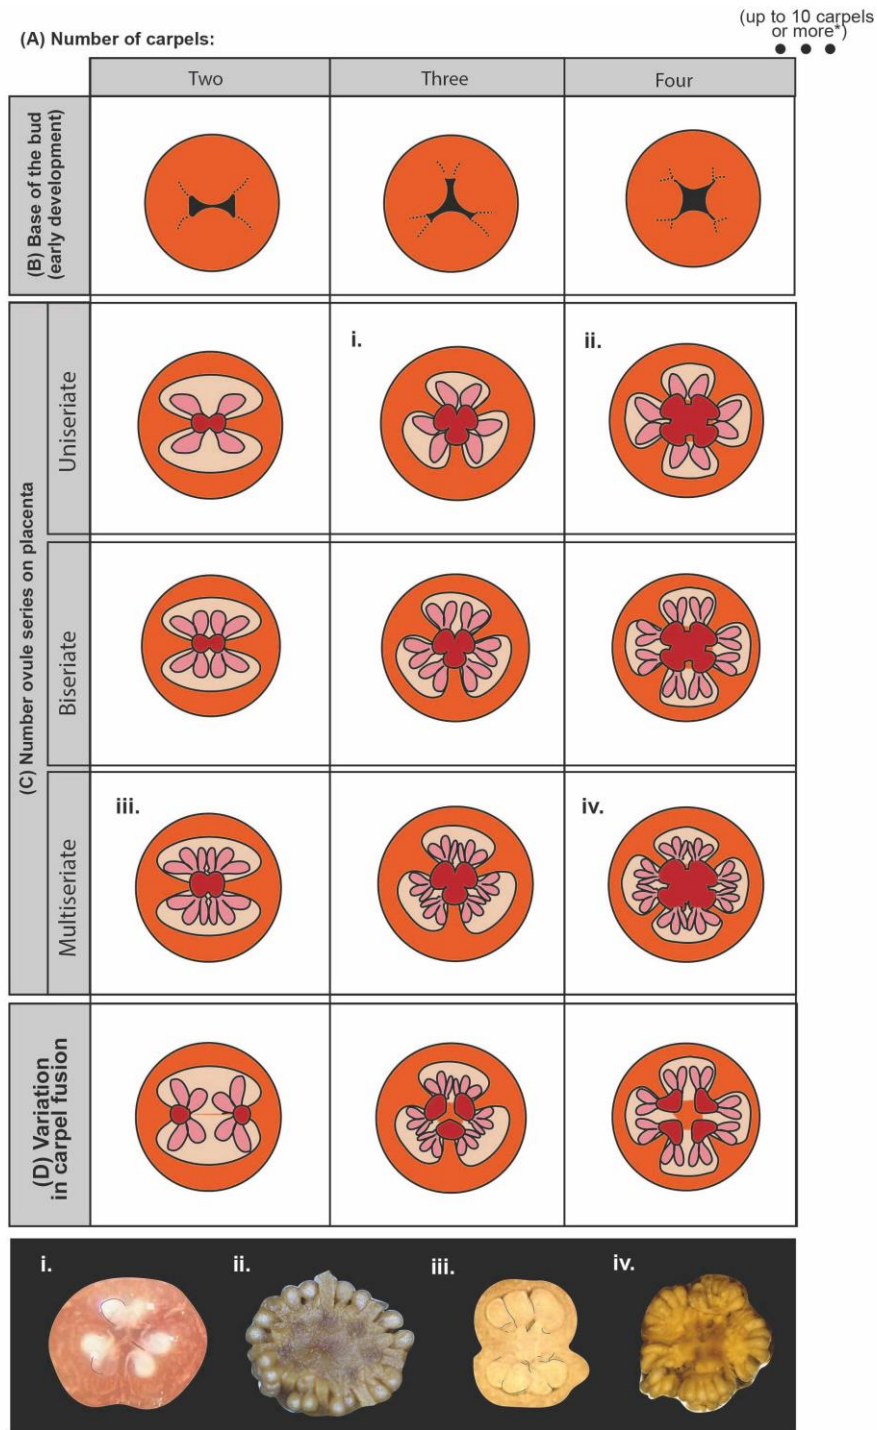 (up to 10 carpels
or more*)
(A) Number of carpels:
Two
Three
Four
(B) Base of the bud
(early development)
(C) Number ovule series on placenta
Uniseriate
i.
ii.
Biseriate
Multiseriate
iii.
iv.
(D) Variation
in carpel fusion
i.
ii.
iii.
iv.